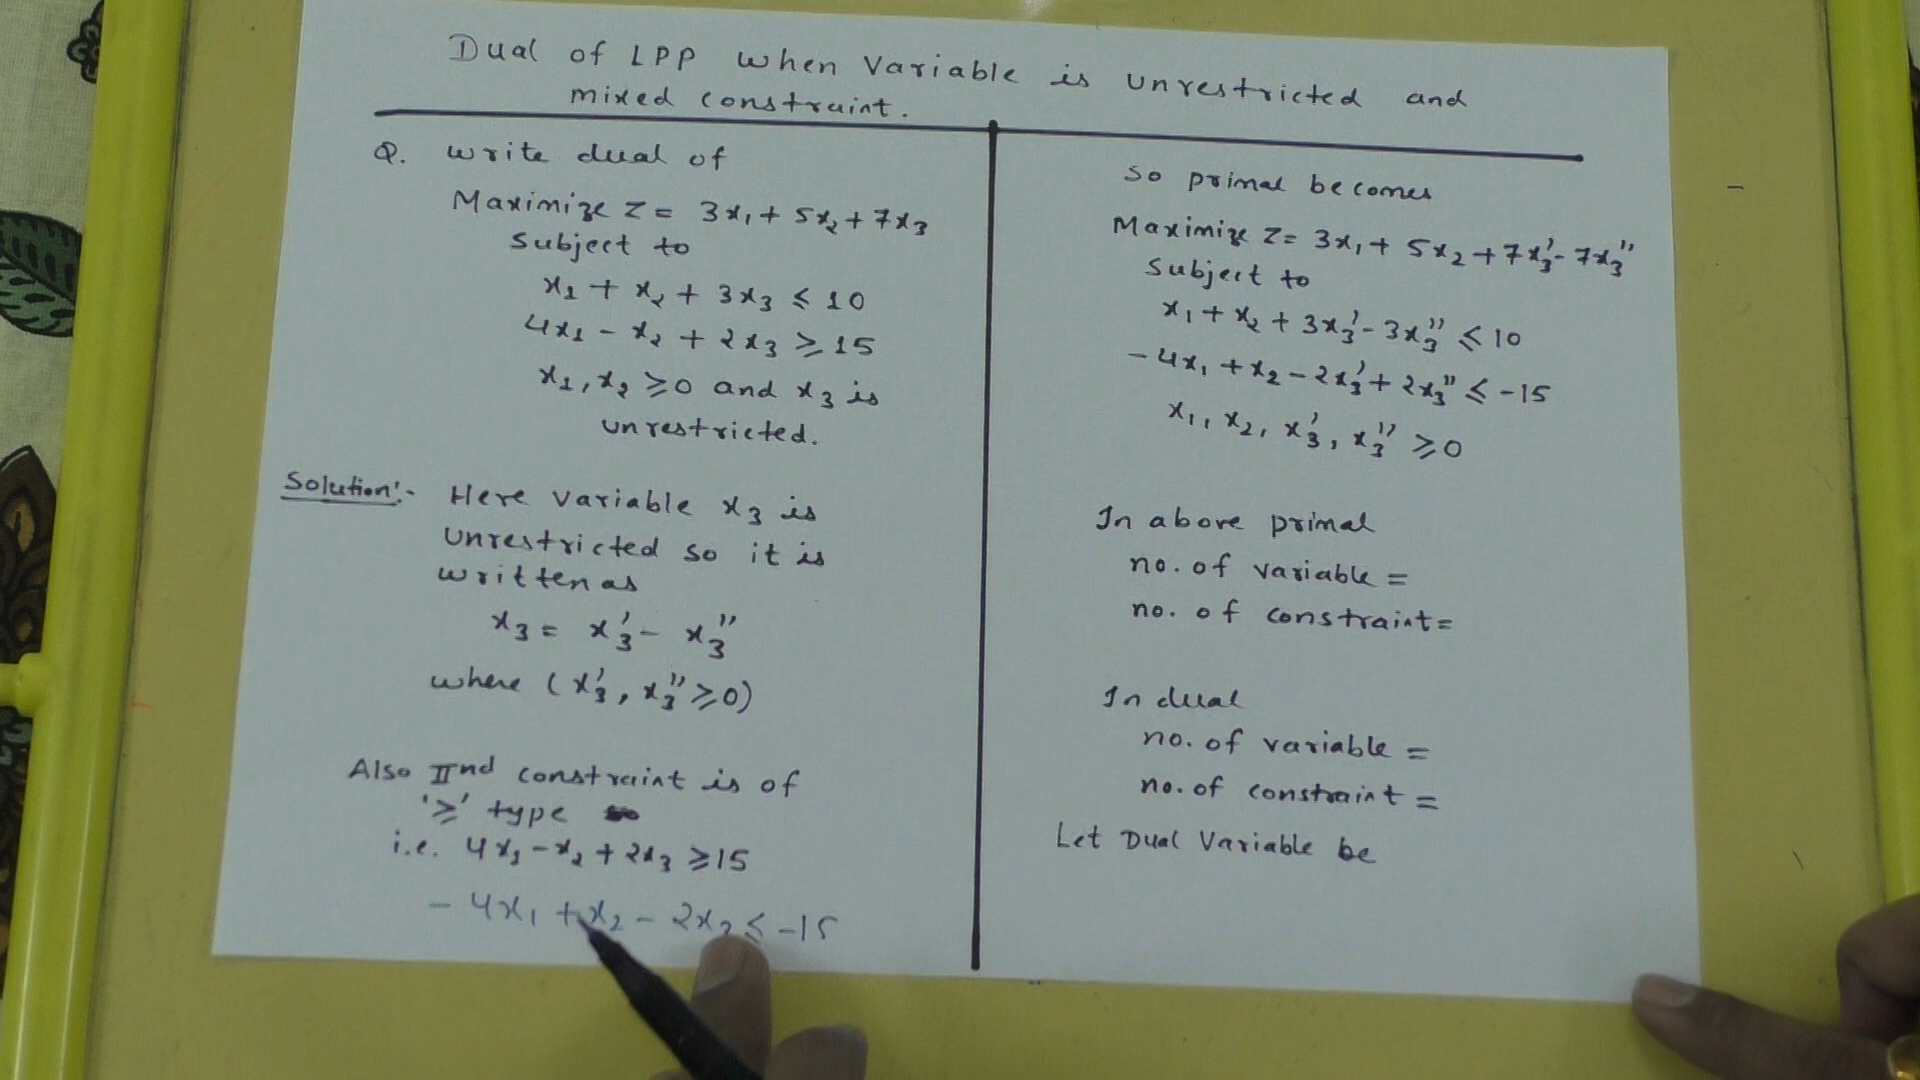 Dual of LPP when Variable is unrestricted and
mixed constraint.
Q. write dual of
Maximize Z = 3x₁ + 5x₂ + 7x₃
subject to
x₁ + x₂ + 3x₃ ≤ 10
4x₁ - x₂ + 2x₃ ≥ 15
x₁, x₂ ≥ 0 and x₃ is
unrestricted.
Solution:- Here variable x₃ is
unrestricted so it is
written as
x₃ = x₃' - x₃''
where (x₃', x₃'' ≥ 0)
Also IInd constraint is of
'≥' type
i.e. 4x₁ - x₂ + 2x₃ ≥ 15
- 4x₁ + x₂ - 2x ≤ -15
so primal becomes
Maximize Z = 3x₁ + 5x₂ + 7x₃' - 7x₃''
subject to
x₁ + x₂ + 3x₃' - 3x₃'' ≤ 10
- 4x₁ + x₂ - 2x₃' + 2x₃'' ≤ -15
x₁, x₂, x₃', x₃'' ≥ 0
In above primal
no. of variable =
no. of constraint =
In dual
no. of variable =
no. of constraint =
Let Dual Variable be